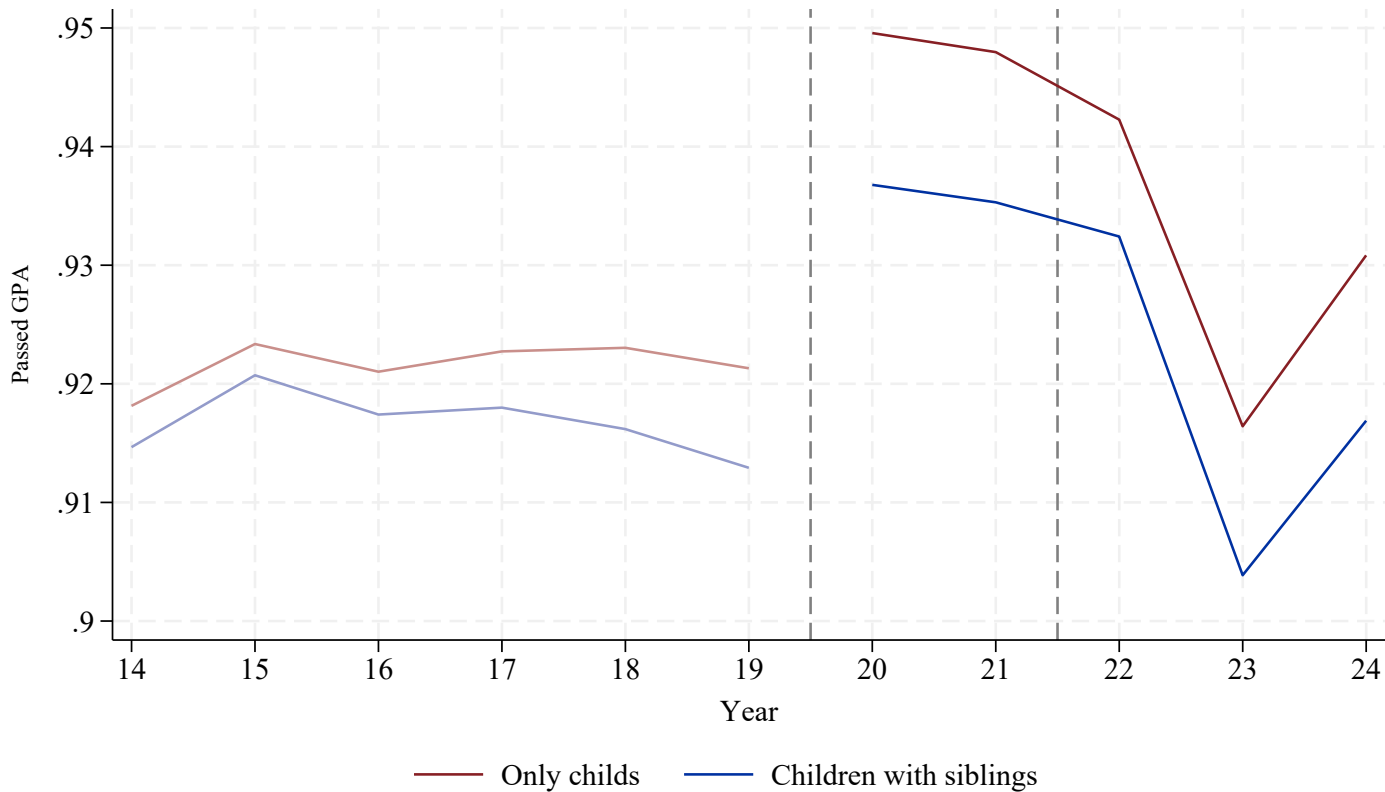 .95
.94
.93
.92
.91
.9
Passed GPA
14 15 16 17 18 19 20 21 22 23 24
Year
Only childs Children with siblings